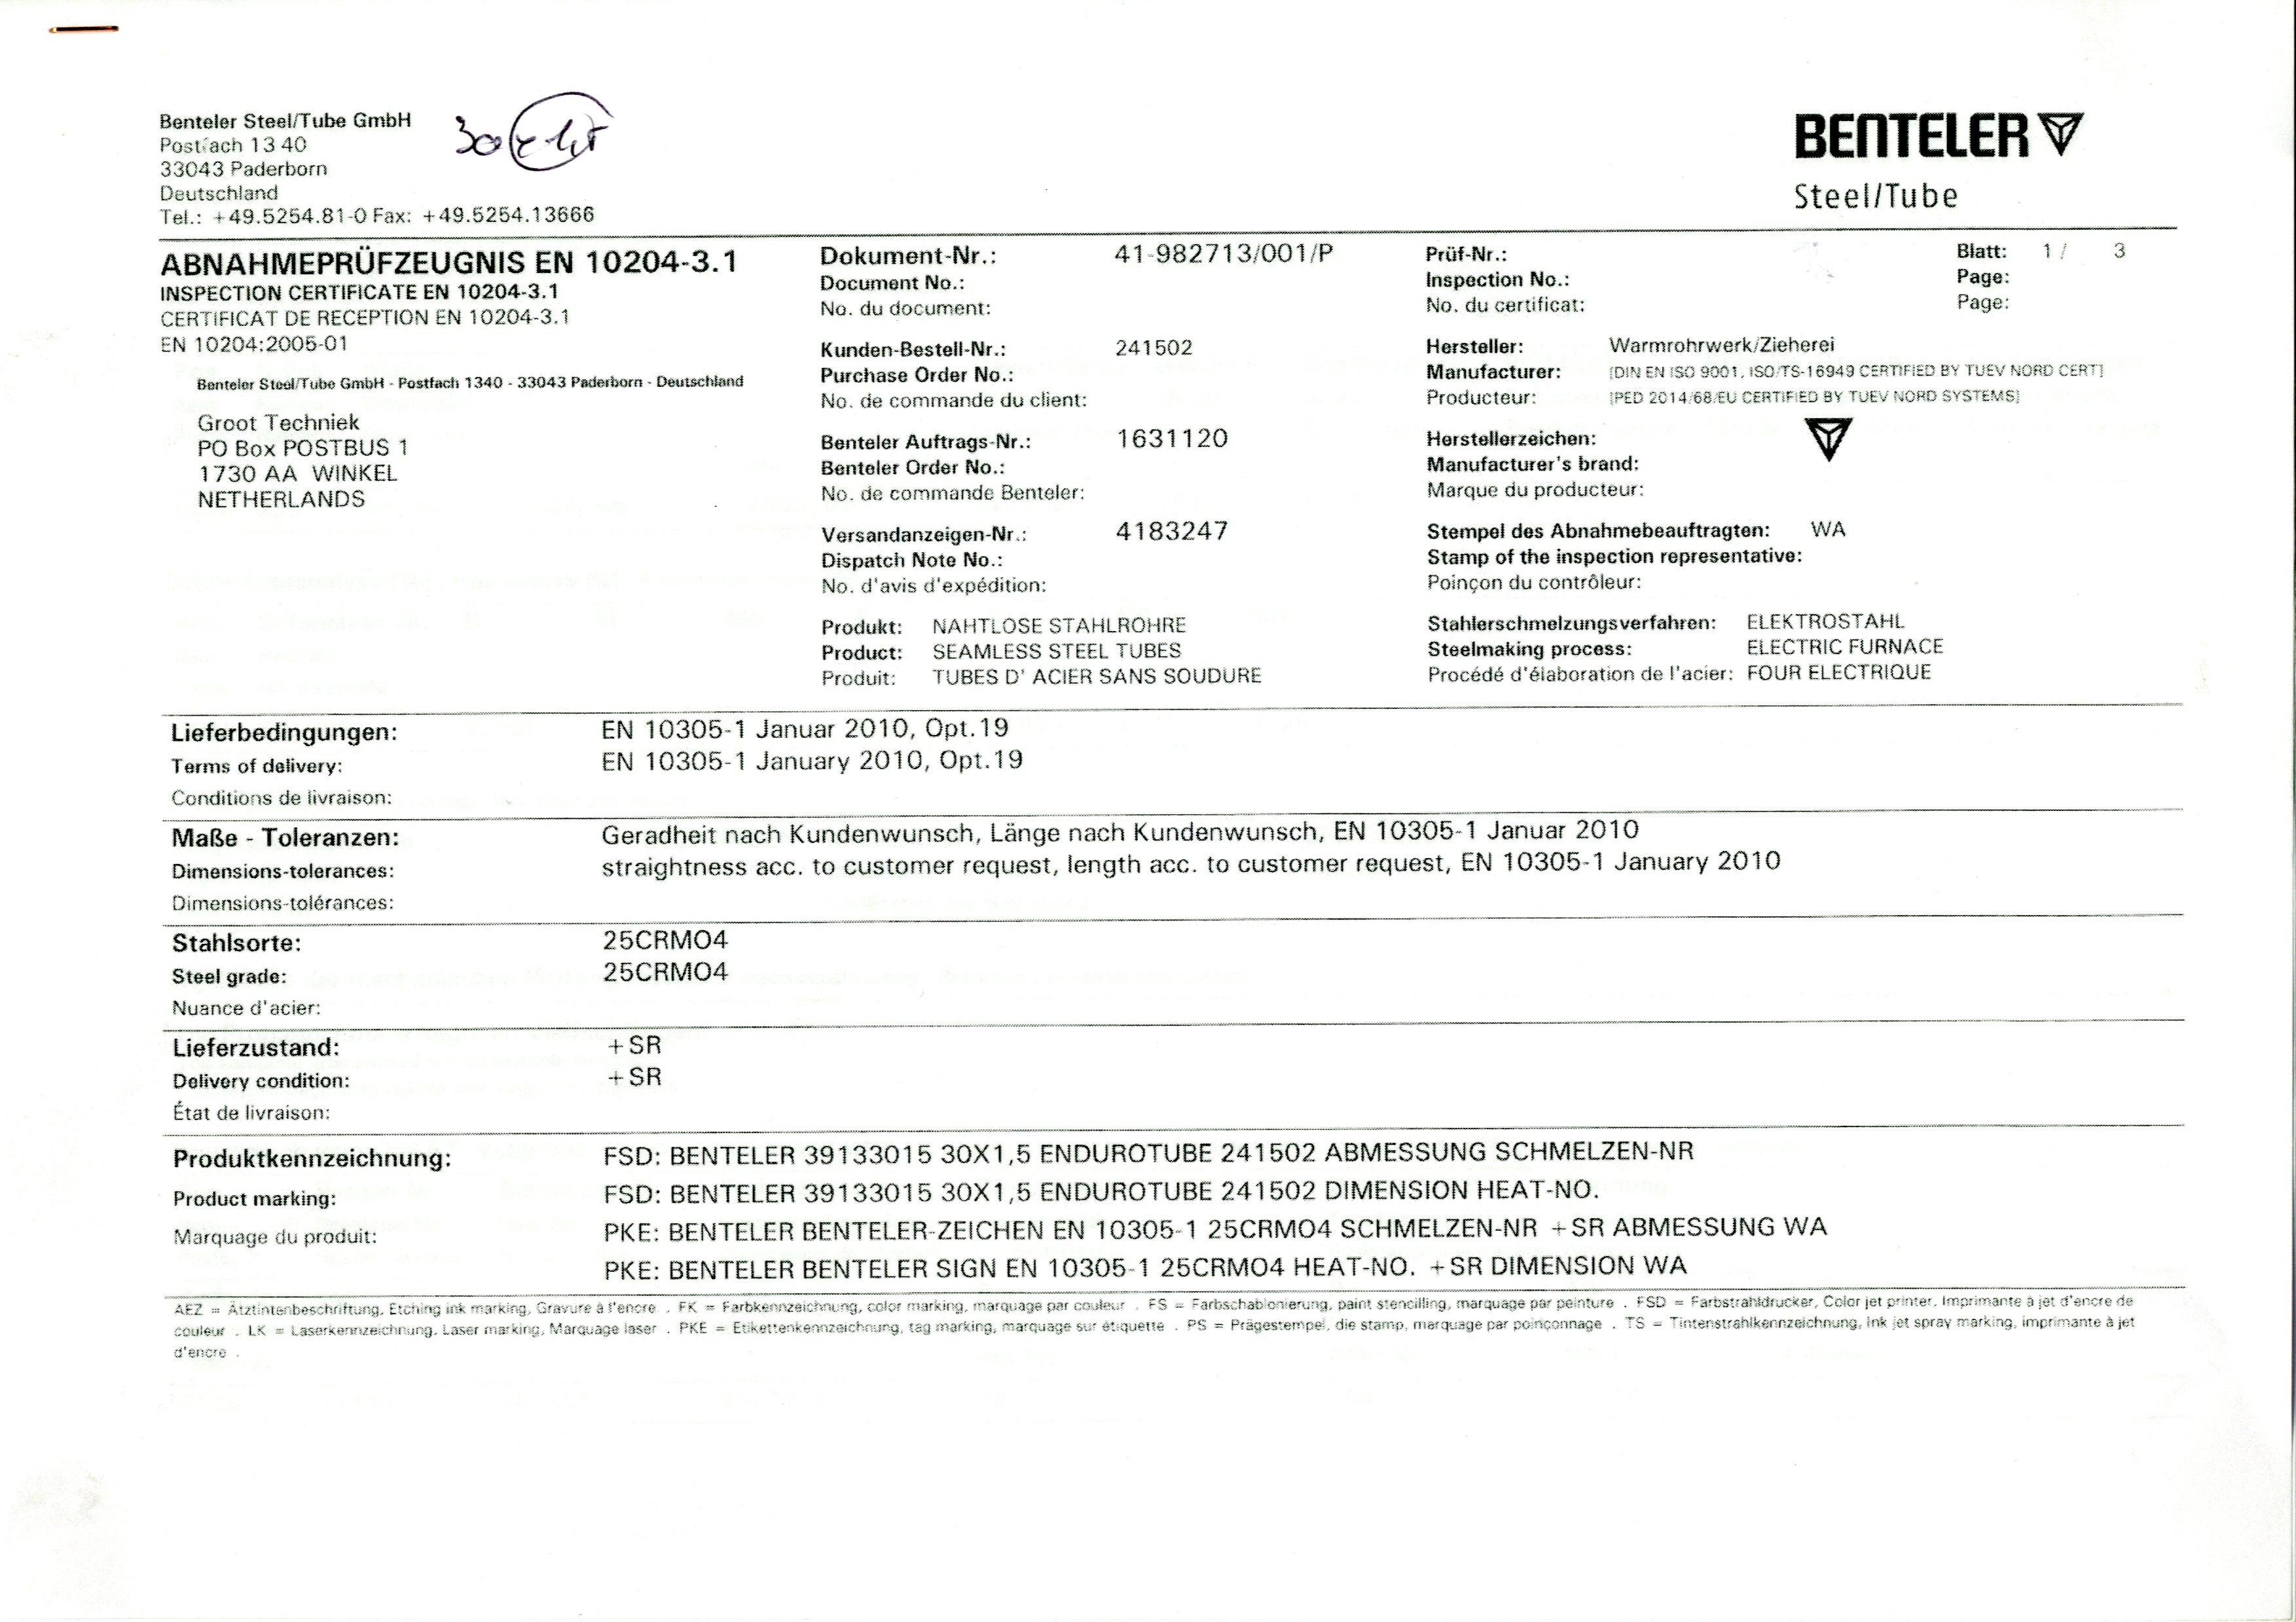 Benteler Steel/Tube GmbH
Postfach 13 40
33043 Paderborn
Deutschland
Tel.: +49.5254.81-0 Fax: +49.5254.13666
30 x 1,5
BENTELER
Steel/Tube
ABNAHMEPRÜFZEUGNIS EN 10204-3.1
INSPECTION CERTIFICATE EN 10204-3.1
CERTIFICAT DE RECEPTION EN 10204-3.1
EN 10204:2005-01
Benteler Steel/Tube GmbH - Postfach 1340 - 33043 Paderborn - Deutschland
Groot Techniek
PO Box POSTBUS 1
1730 AA WINKEL
NETHERLANDS
Dokument-Nr.: 41-982713/001/P
Document No.:
No. du document:
Kunden-Bestell-Nr.: 241502
Purchase Order No.:
No. de commande du client:
Benteler Auftrags-Nr.: 1631120
Benteler Order No.:
No. de commande Benteler:
Versandanzeigen-Nr.: 4183247
Dispatch Note No.:
No. d'avis d'expédition:
Produkt: NAHTLOSE STAHLROHRE
Product: SEAMLESS STEEL TUBES
Produit: TUBES D' ACIER SANS SOUDURE
Prüf-Nr.:
Inspection No.:
No. du certificat:
Blatt: 1 / 3
Page:
Page:
Hersteller: Warmrohrwerk/Zieherei
Manufacturer: [DIN EN ISO 9001, ISO/TS-16949 CERTIFIED BY TUEV NORD CERT]
Producteur: [PED 2014/68/EU CERTIFIED BY TUEV NORD SYSTEMS]
Herstellerzeichen:
Manufacturer's brand:
Marque du producteur:
Stempel des Abnahmebeauftragten: WA
Stamp of the inspection representative:
Poinçon du contrôleur:
Stahlerschmelzungsverfahren: ELEKTROSTAHL
Steelmaking process: ELECTRIC FURNACE
Procédé d'élaboration de l'acier: FOUR ELECTRIQUE
Lieferbedingungen: EN 10305-1 Januar 2010, Opt.19
Terms of delivery: EN 10305-1 January 2010, Opt.19
Conditions de livraison:
Maße - Toleranzen: Geradheit nach Kundenwunsch, Länge nach Kundenwunsch, EN 10305-1 Januar 2010
Dimensions-tolerances: straightness acc. to customer request, length acc. to customer request, EN 10305-1 January 2010
Dimensions-tolérances:
Stahlsorte: 25CRMO4
Steel grade: 25CRMO4
Nuance d'acier:
Lieferzustand: +SR
Delivery condition: +SR
État de livraison:
Produktkennzeichnung: FSD: BENTELER 39133015 30X1,5 ENDUROTUBE 241502 ABMESSUNG SCHMELZEN-NR
Product marking: FSD: BENTELER 39133015 30X1,5 ENDUROTUBE 241502 DIMENSION HEAT-NO.
Marquage du produit: PKE: BENTELER BENTELER-ZEICHEN EN 10305-1 25CRMO4 SCHMELZEN-NR +SR ABMESSUNG WA
PKE: BENTELER BENTELER SIGN EN 10305-1 25CRMO4 HEAT-NO. +SR DIMENSION WA
AEZ = Ätztintenbeschriftung, Etching ink marking, Gravure à l'encre . FK = Farbkennzeichnung, color marking, marquage par couleur . FS = Farbschablonierung, paint stencilling, marquage par peinture . FSD = Farbstrahldrucker, Color jet printer, Imprimante à jet d'encre de
couleur . LK = Laserkennzeichnung, Laser marking, Marquage laser . PKE = Etikettenkennzeichnung, tag marking, marquage sur étiquette . PS = Prägestempel, die stamp, marquage par poinçonnage . TS = Tintenstrahlkennzeichnung, Ink jet spray marking, imprimante à jet
d'encre .